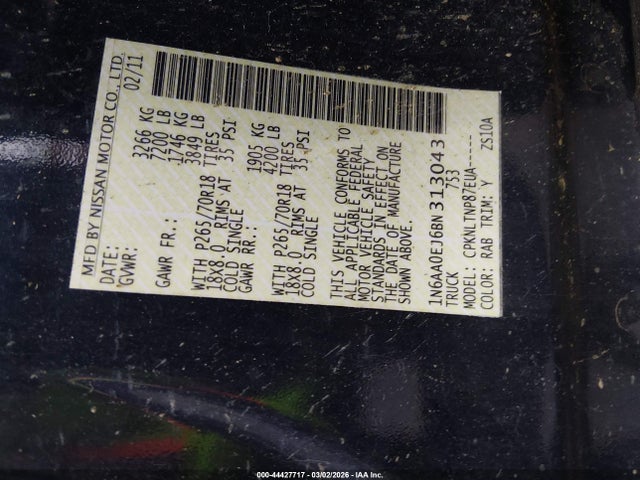 MFD BY NISSAN MOTOR CO., LTD.
DATE: 02/11
GVWR: 3266 KG
7200 LB
GAWR FR.: 1746 KG
3849 LB
WITH P265/70R18 TIRES
18X8.0 RIMS AT 35 PSI
COLD SINGLE
GAWR RR.: 1905 KG
4200 LB
WITH P265/70R18 TIRES
18X8.0 RIMS AT 35 PSI
COLD SINGLE
THIS VEHICLE CONFORMS TO
ALL APPLICABLE FEDERAL
MOTOR VEHICLE SAFETY
STANDARDS IN EFFECT ON
THE DATE OF MANUFACTURE
SHOWN ABOVE.
1N6AA0EJ6BN313043
TRUCK 753
MODEL: CPKNLTNP87EUA-----
COLOR: RAB TRIM: Y ZS10A
000-44427717 - 03/02/2026 - IAA Inc.